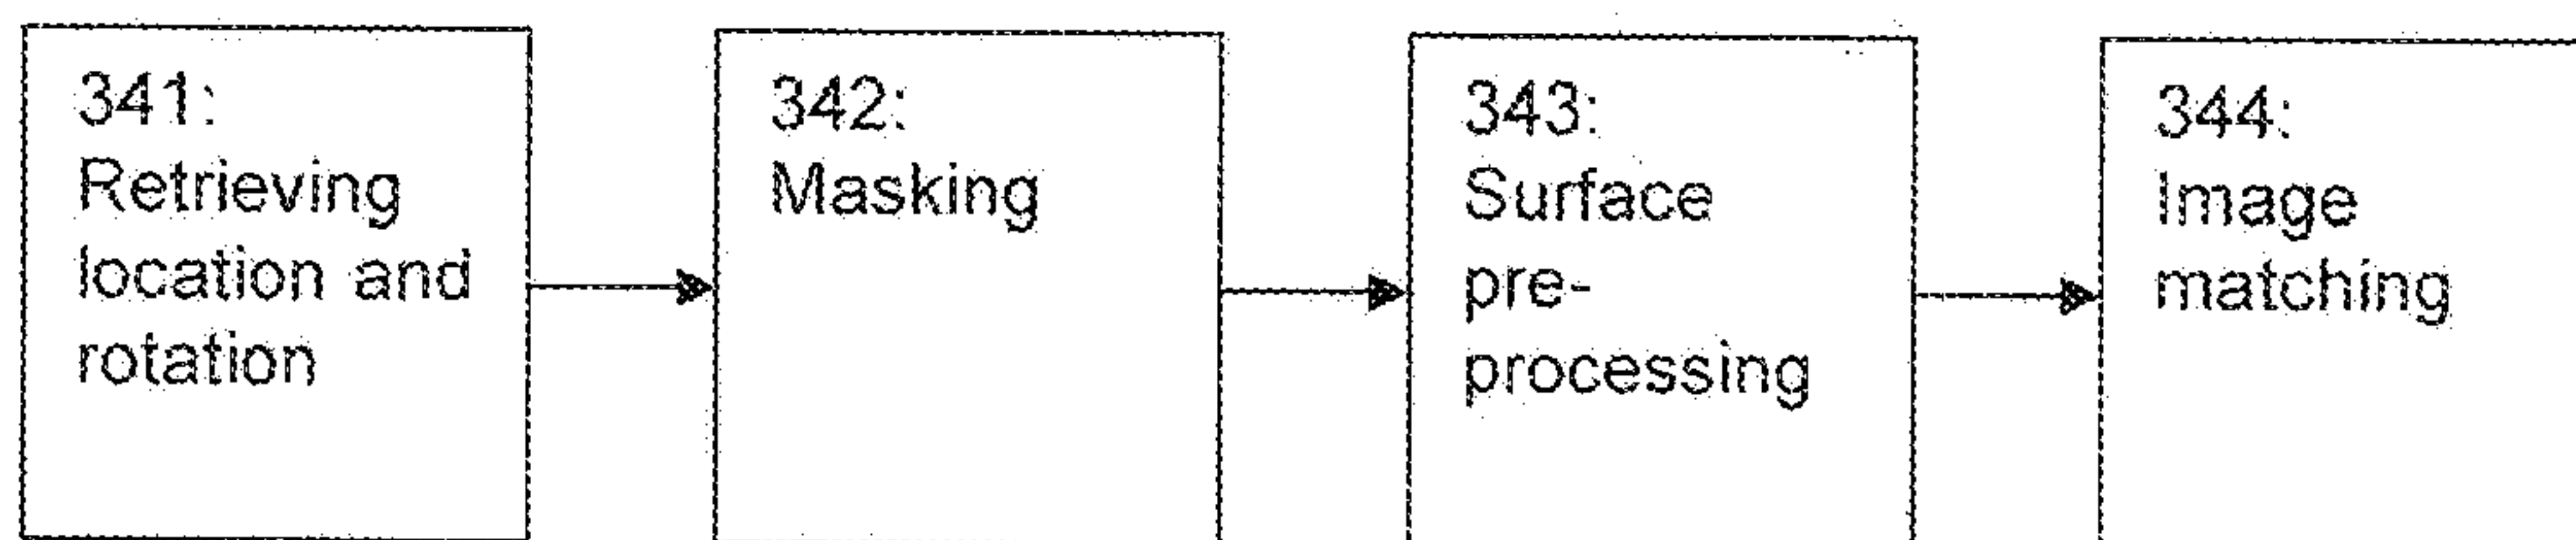 341:
Retrieving
location and
rotation
342:
Masking
343:
Surface
pre-
processing
344:
Image
matching